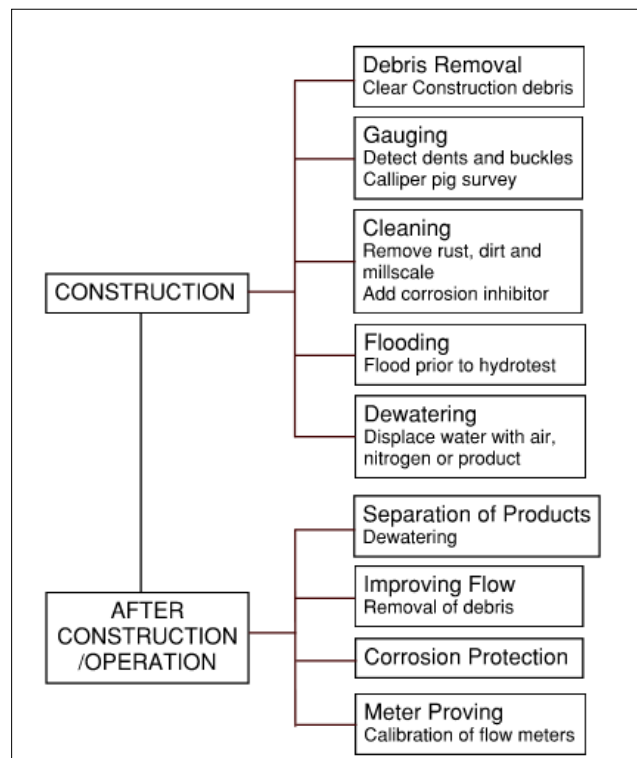 Debris Removal
Clear Construction debris
Gauging
Detect dents and buckles
Calliper pig survey
Cleaning
Remove rust, dirt and
millscale
Add corrosion inhibitor
CONSTRUCTION
Flooding
Flood prior to hydrotest
Dewatering
Displace water with air,
nitrogen or product
Separation of Products
Dewatering
Improving Flow
Removal of debris
AFTER
CONSTRUCTION
/OPERATION
Corrosion Protection
Meter Proving
Calibration of flow meters